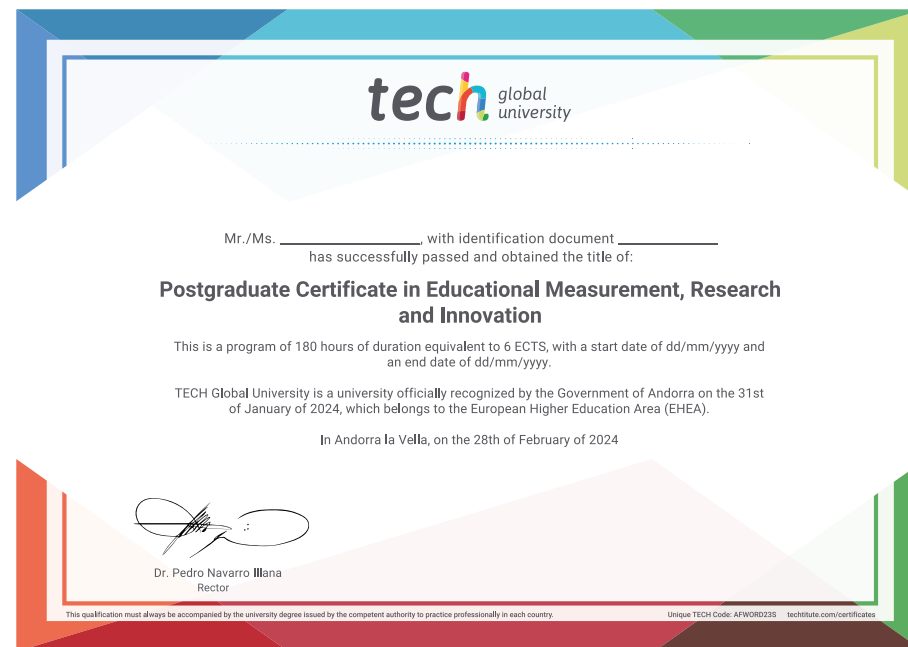 tech global university
Mr./Ms. ____________________, with identification document ______________
has successfully passed and obtained the title of:
Postgraduate Certificate in Educational Measurement, Research
and Innovation
This is a program of 180 hours of duration equivalent to 6 ECTS, with a start date of dd/mm/yyyy and
an end date of dd/mm/yyyy.
TECH Global University is a university officially recognized by the Government of Andorra on the 31st
of January of 2024, which belongs to the European Higher Education Area (EHEA).
In Andorra la Vella, on the 28th of February of 2024
Dr. Pedro Navarro Illana
Rector
This qualification must always be accompanied by the university degree issued by the competent authority to practice professionally in each country.
Unique TECH Code: AFWORD23S techtitute.com/certificates